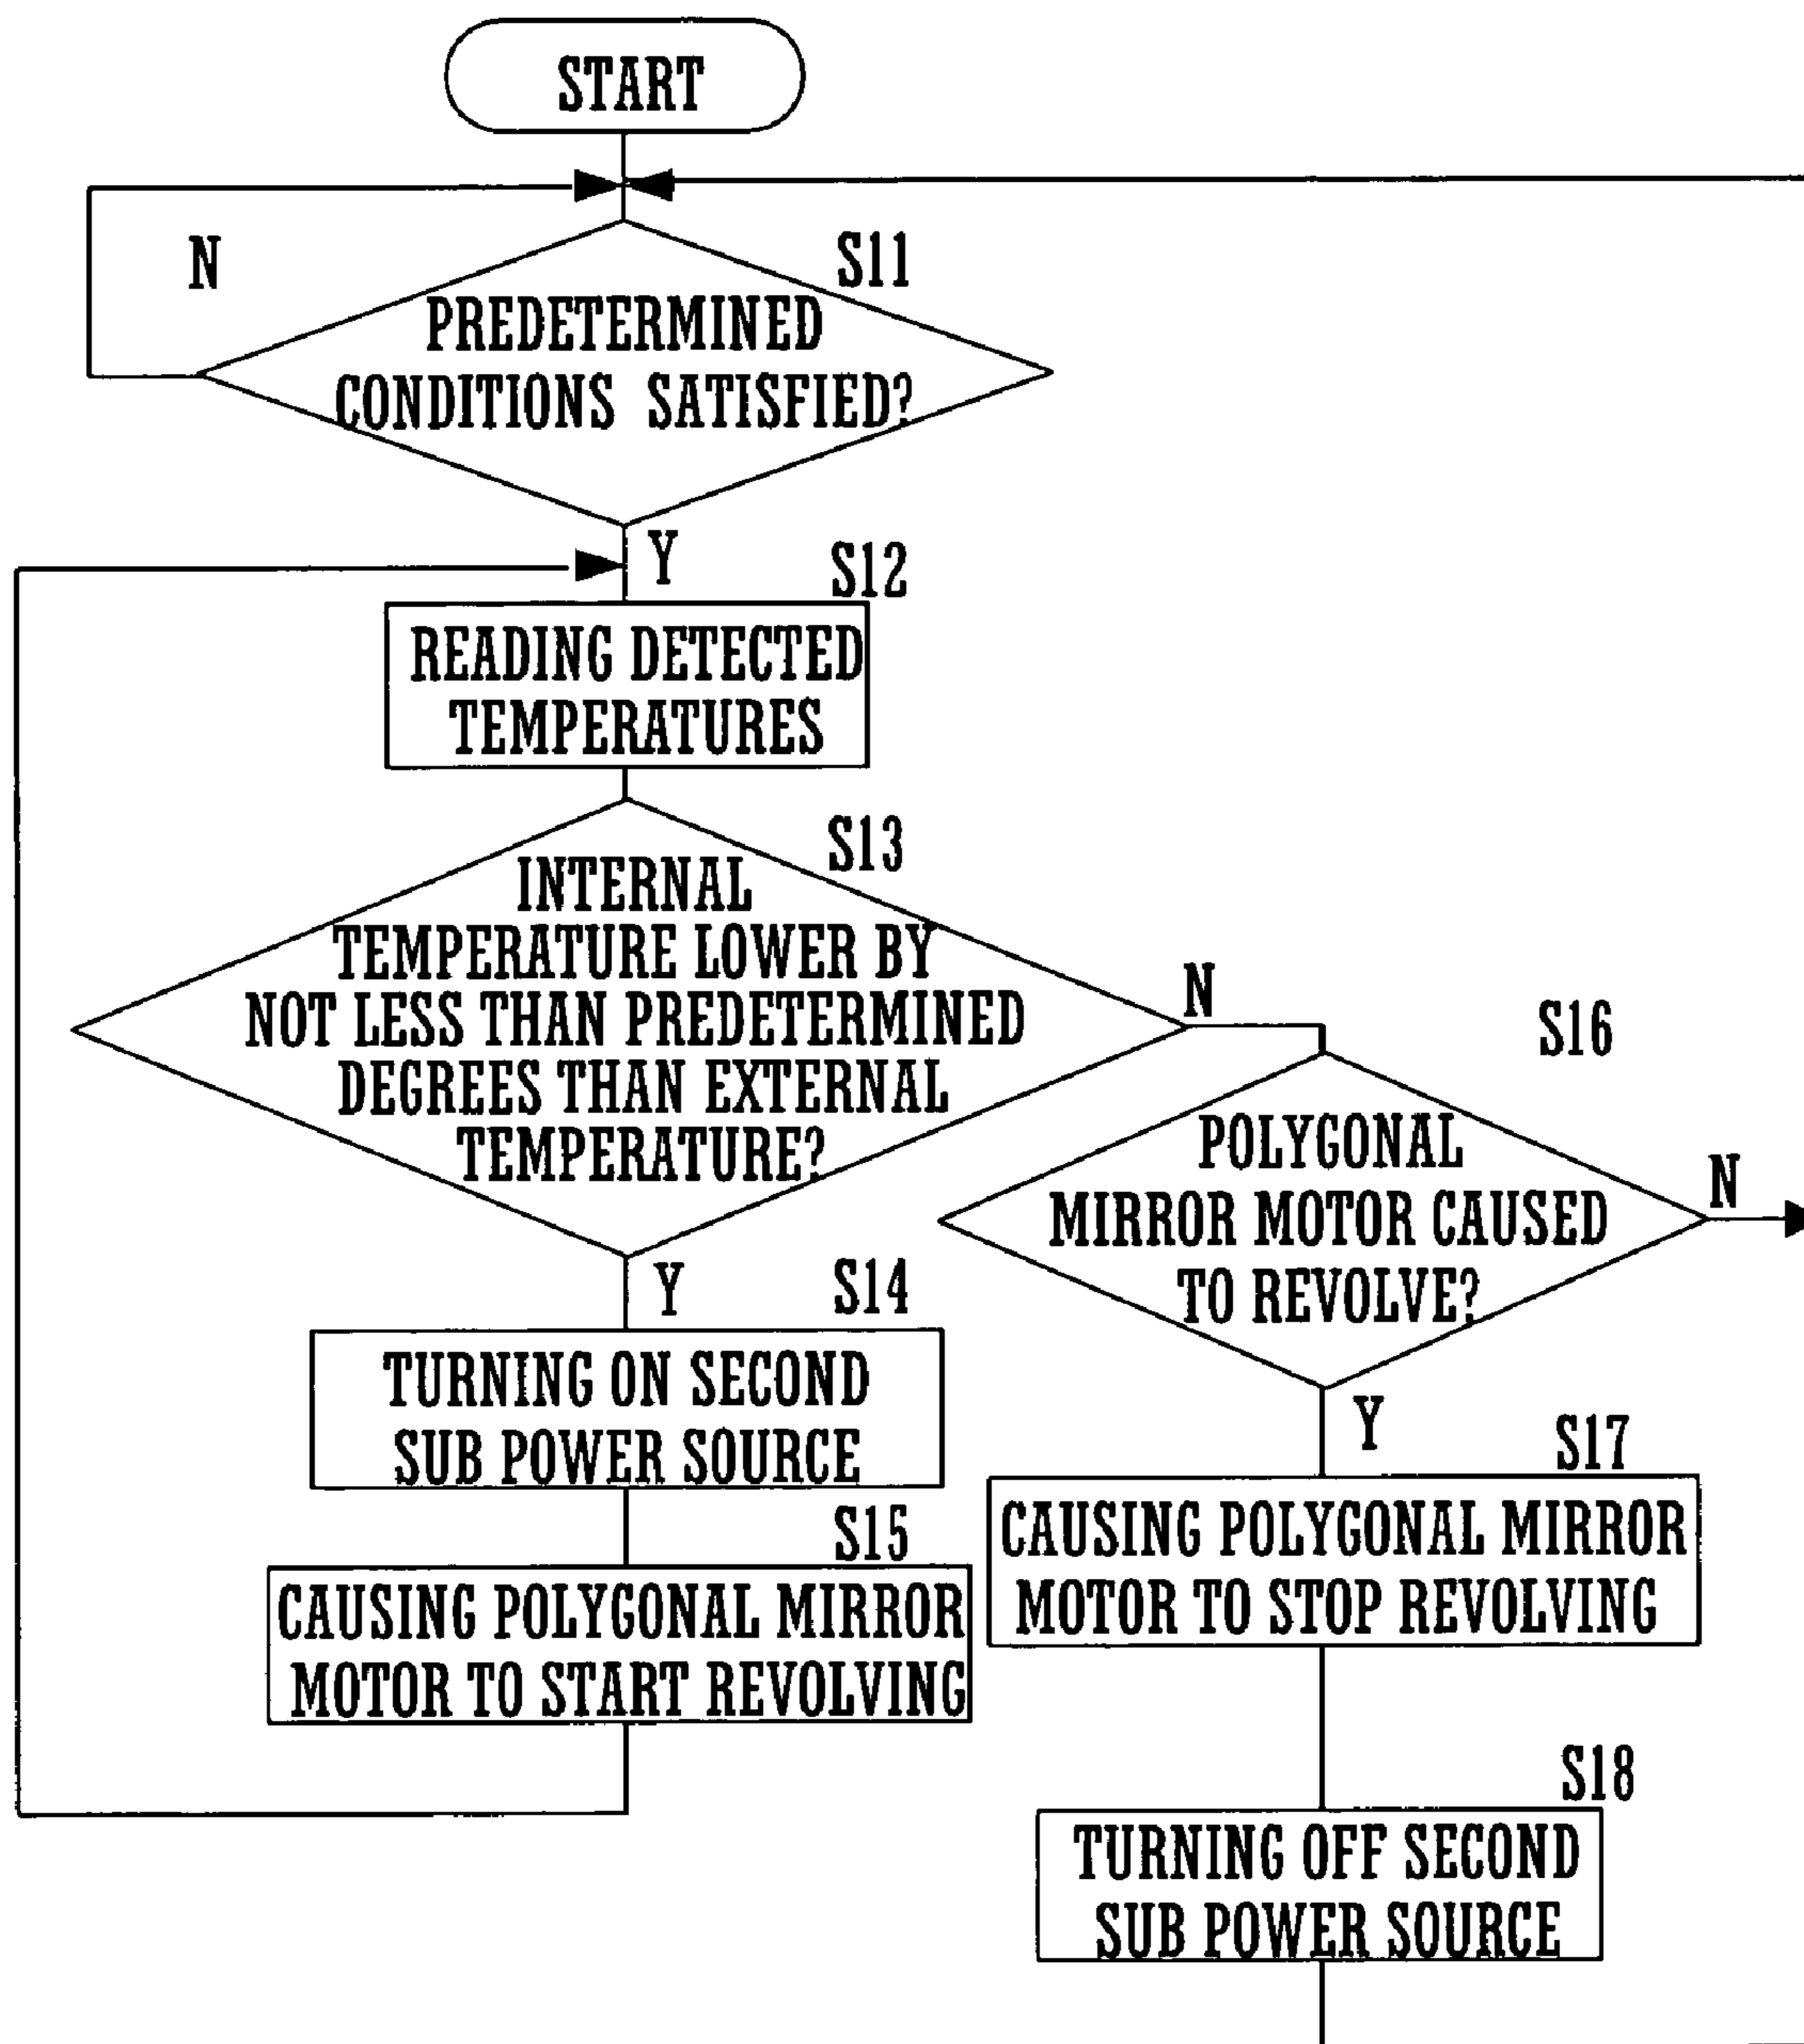 START
N
S11
PREDETERMINED
CONDITIONS SATISFIED?
Y
S12
READING DETECTED
TEMPERATURES
S13
INTERNAL
TEMPERATURE LOWER BY
NOT LESS THAN PREDETERMINED
DEGREES THAN EXTERNAL
TEMPERATURE?
N
S16
POLYGONAL
MIRROR MOTOR CAUSED
TO REVOLVE?
N
Y
S14
TURNING ON SECOND
SUB POWER SOURCE
S15
CAUSING POLYGONAL MIRROR
MOTOR TO START REVOLVING
Y
S17
CAUSING POLYGONAL MIRROR
MOTOR TO STOP REVOLVING
S18
TURNING OFF SECOND
SUB POWER SOURCE